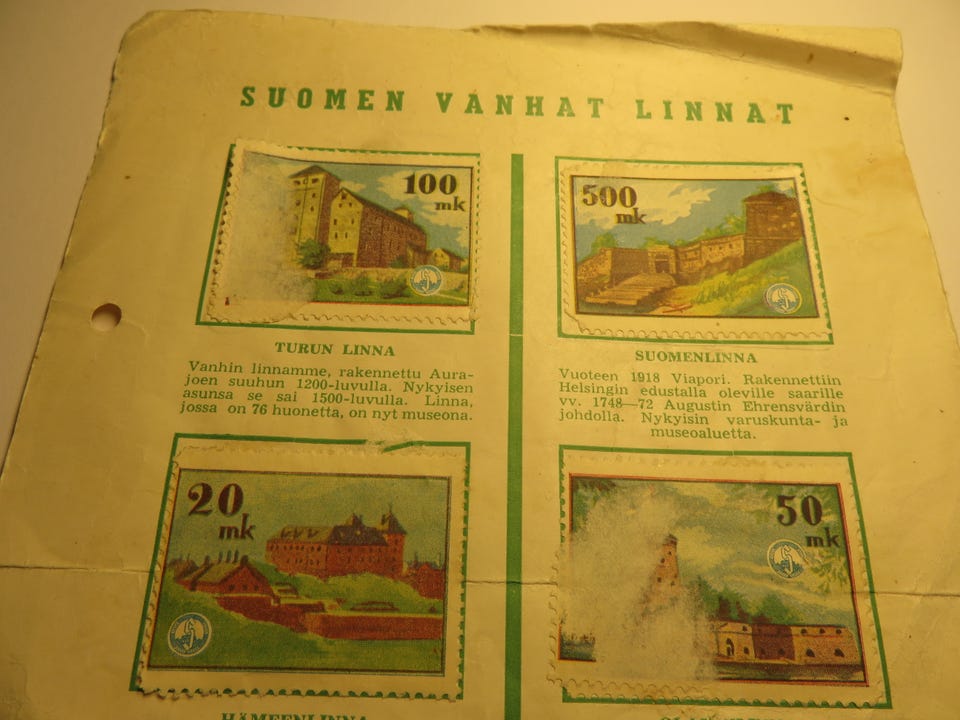 SUOMEN VANHAT LINNAT
100
mk
500
mk
TURUN LINNA
Vanhin linnamme, rakennettu Aura-
joen suuhun 1200-luvulla. Nykyisen
asunsa se sai 1500-luvulla. Linna,
jossa on 76 huonetta, on nyt museona.
SUOMENLINNA
Vuoteen 1918 Viapori. Rakennettiin
Helsingin edustalla oleville saarille
vv. 1748—72 Augustin Ehrensvärdin
johdolla. Nykyisin varuskunta- ja
museoaluetta.
20
mk
50
mk
HÄMEENLINNA